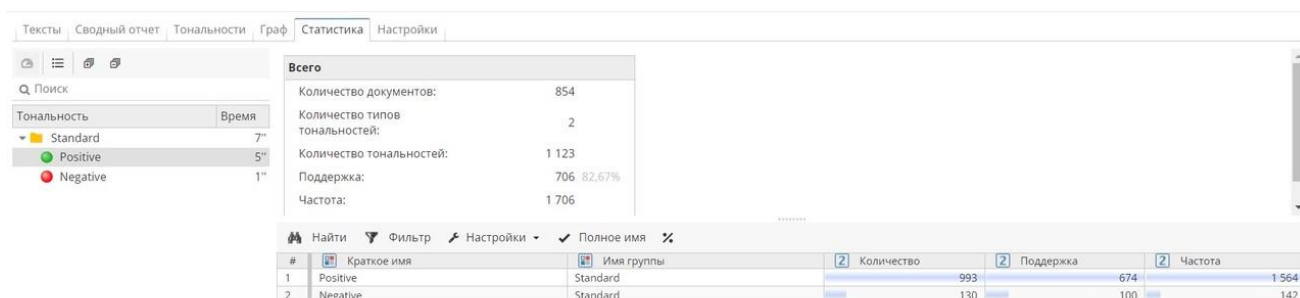 Тексты Сводный отчет Тональности Граф Статистика Настройки
Поиск
Тональность Время
Standard 7"
Positive 5"
Negative 1"
Всего
Количество документов: 854
Количество типов
тональностей: 2
Количество тональностей: 1 123
Поддержка: 706 82,67%
Частота: 1 706
Найти Фильтр Настройки Полное имя %
# Краткое имя 2 Имя группы 2 Количество 2 Поддержка 2 Частота
1 Positive Standard 993 674 1 564
2 Negative Standard 130 100 142